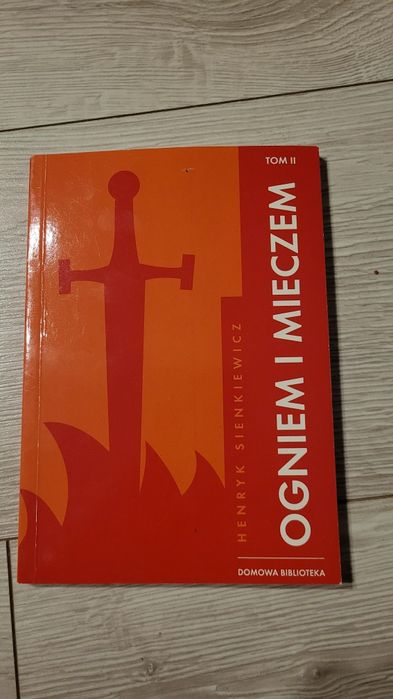 TOM II
HENRYK SIENKIEWICZ
OGNIEM I MIECZEM
DOMOWA BIBLIOTEKA